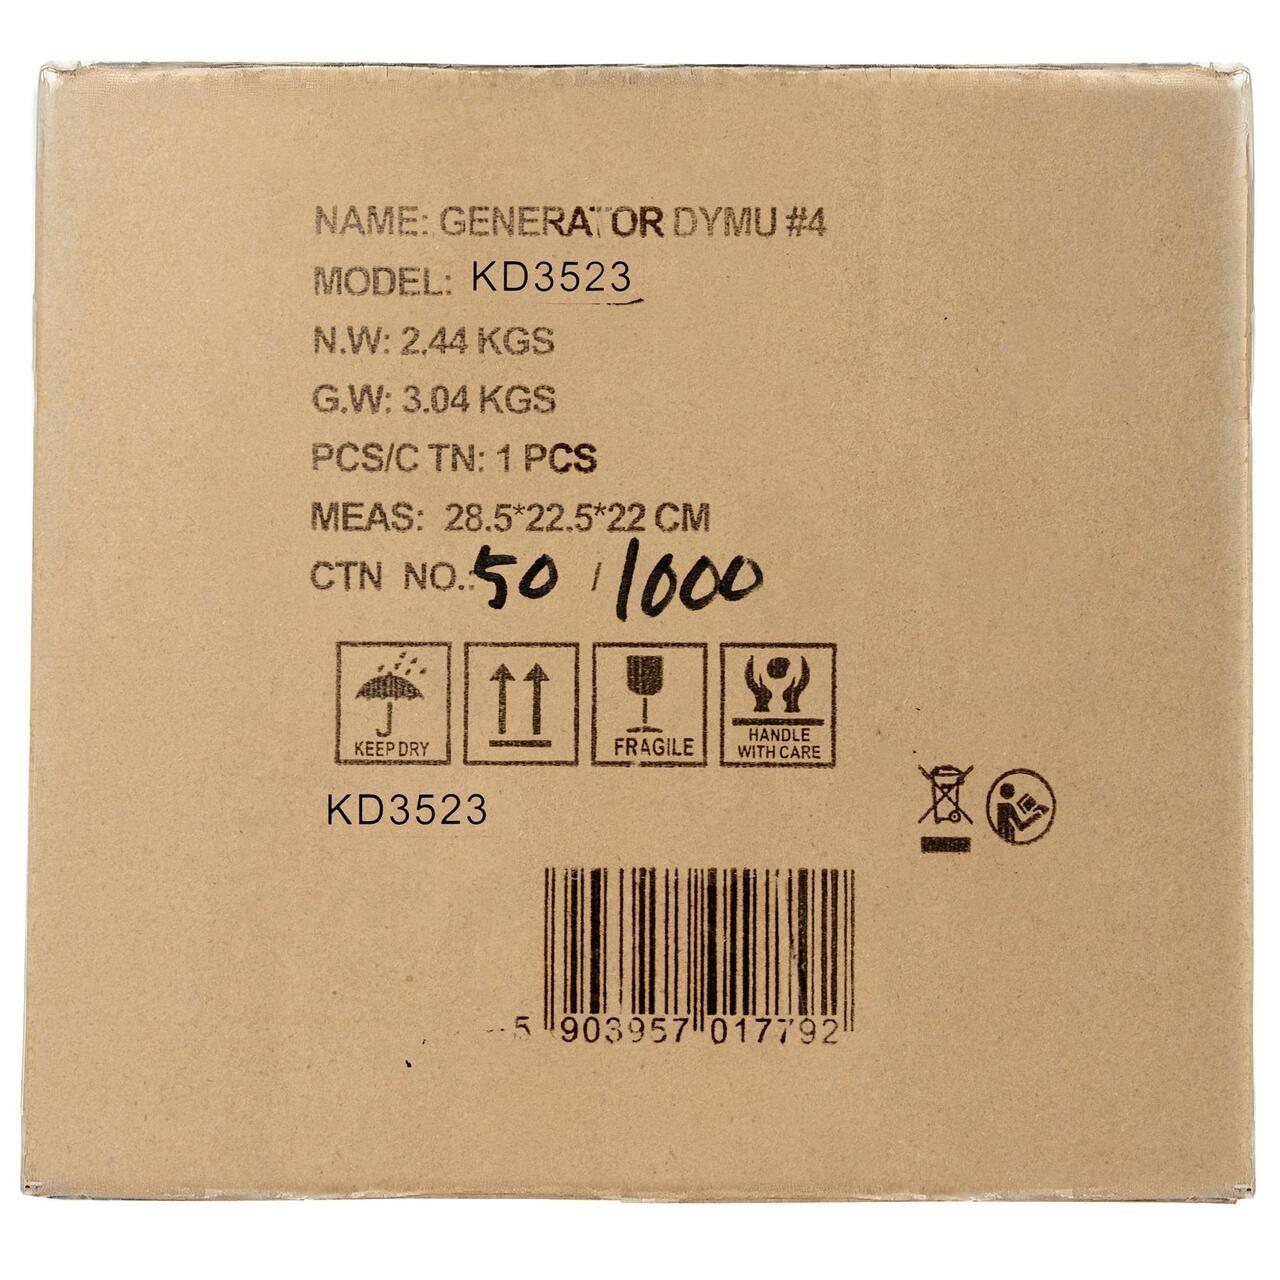 NAME: GENERATOR DYMU #4
MODEL: KD3523
N.W: 2.44 KGS
G.W: 3.04 KGS
PCS/C TN: 1 PCS
MEAS: 28.5*22.5*22 CM
CTN NO.: 50 / 1000
KEEP DRY
FRAGILE
HANDLE
WITH CARE
KD3523
5 903957 017792